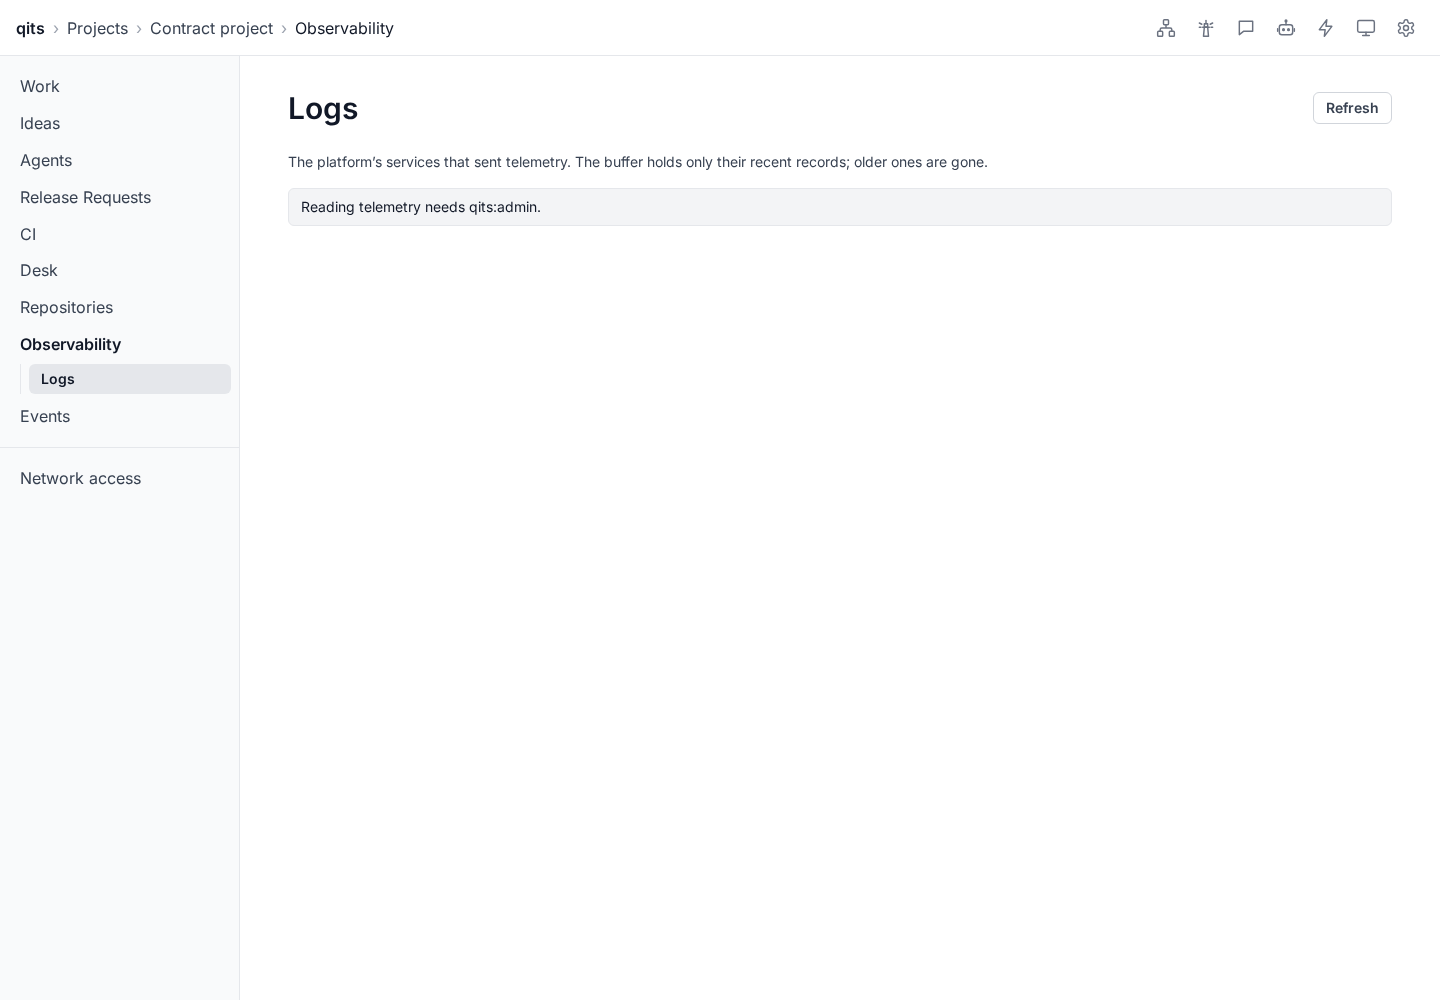 qits › Projects › Contract project › Observability
Work
Ideas
Agents
Release Requests
CI
Desk
Repositories
Observability
Logs
Events
Network access
Logs
Refresh
The platform’s services that sent telemetry. The buffer holds only their recent records; older ones are gone.
Reading telemetry needs qits:admin.